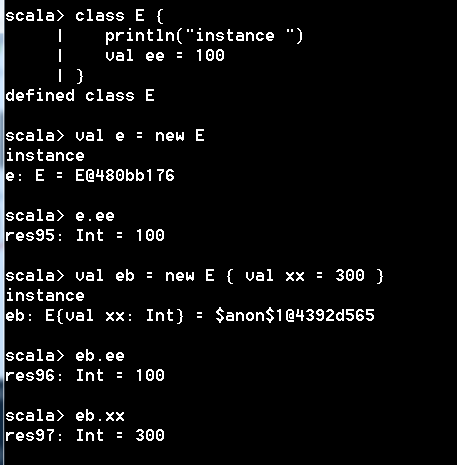 scala> class E {
     |    println("instance ")
     |    val ee = 100
     | }
defined class E
scala> val e = new E
instance
e: E = E@480bb176
scala> e.ee
res95: Int = 100
scala> val eb = new E { val xx = 300 }
instance
eb: E{val xx: Int} = $anon$1@4392d565
scala> eb.ee
res96: Int = 100
scala> eb.xx
res97: Int = 300